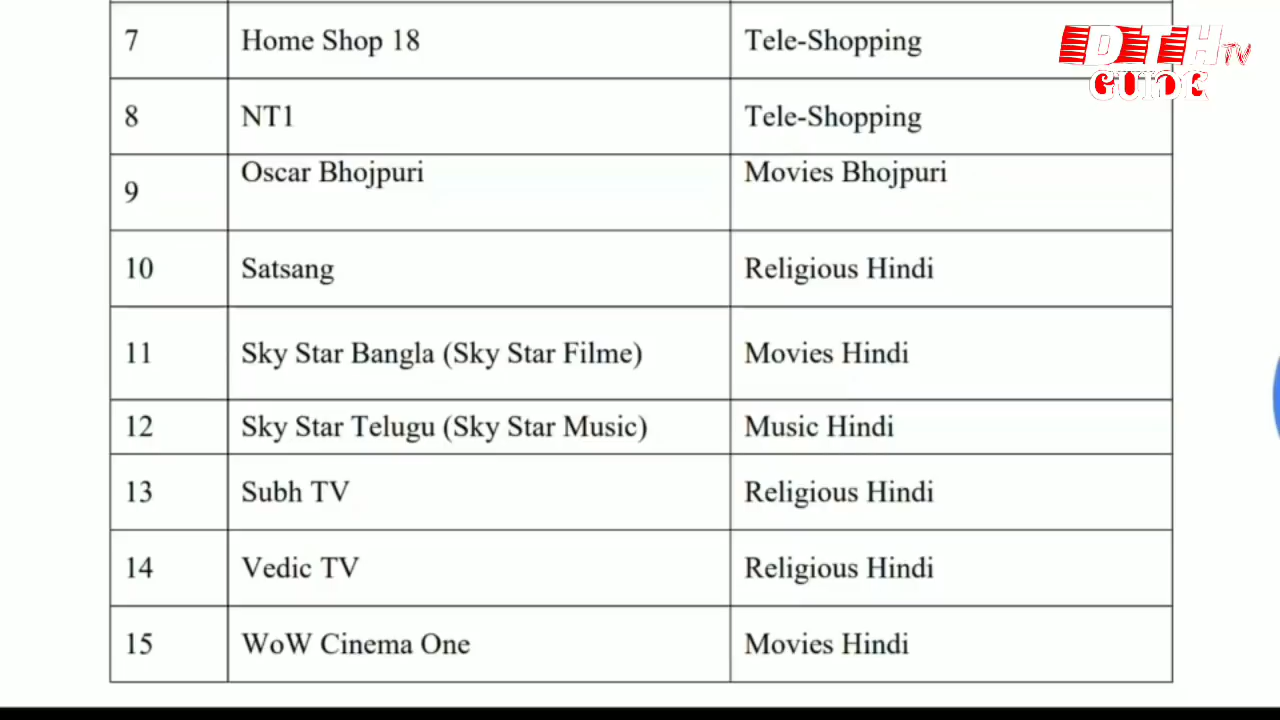 7 Home Shop 18 Tele-Shopping
8 NT1 Tele-Shopping
9 Oscar Bhojpuri Movies Bhojpuri
10 Satsang Religious Hindi
11 Sky Star Bangla (Sky Star Filme) Movies Hindi
12 Sky Star Telugu (Sky Star Music) Music Hindi
13 Subh TV Religious Hindi
14 Vedic TV Religious Hindi
15 WoW Cinema One Movies Hindi
DTH TV
GUIDE